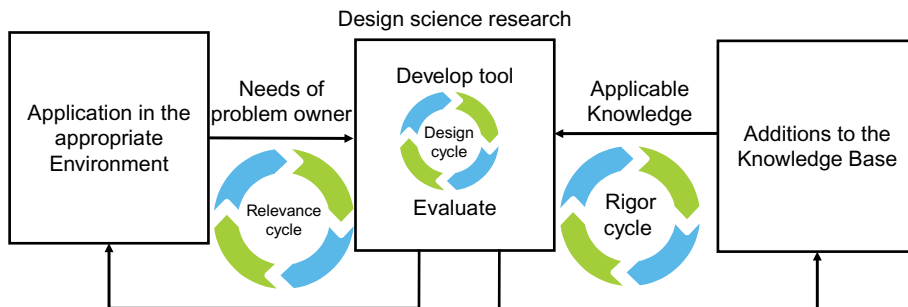 Design science research
Application in the
appropriate
Environment
Needs of
problem owner
Relevance
cycle
Develop tool
Design
cycle
Evaluate
Applicable
Knowledge
Rigor
cycle
Additions to the
Knowledge Base